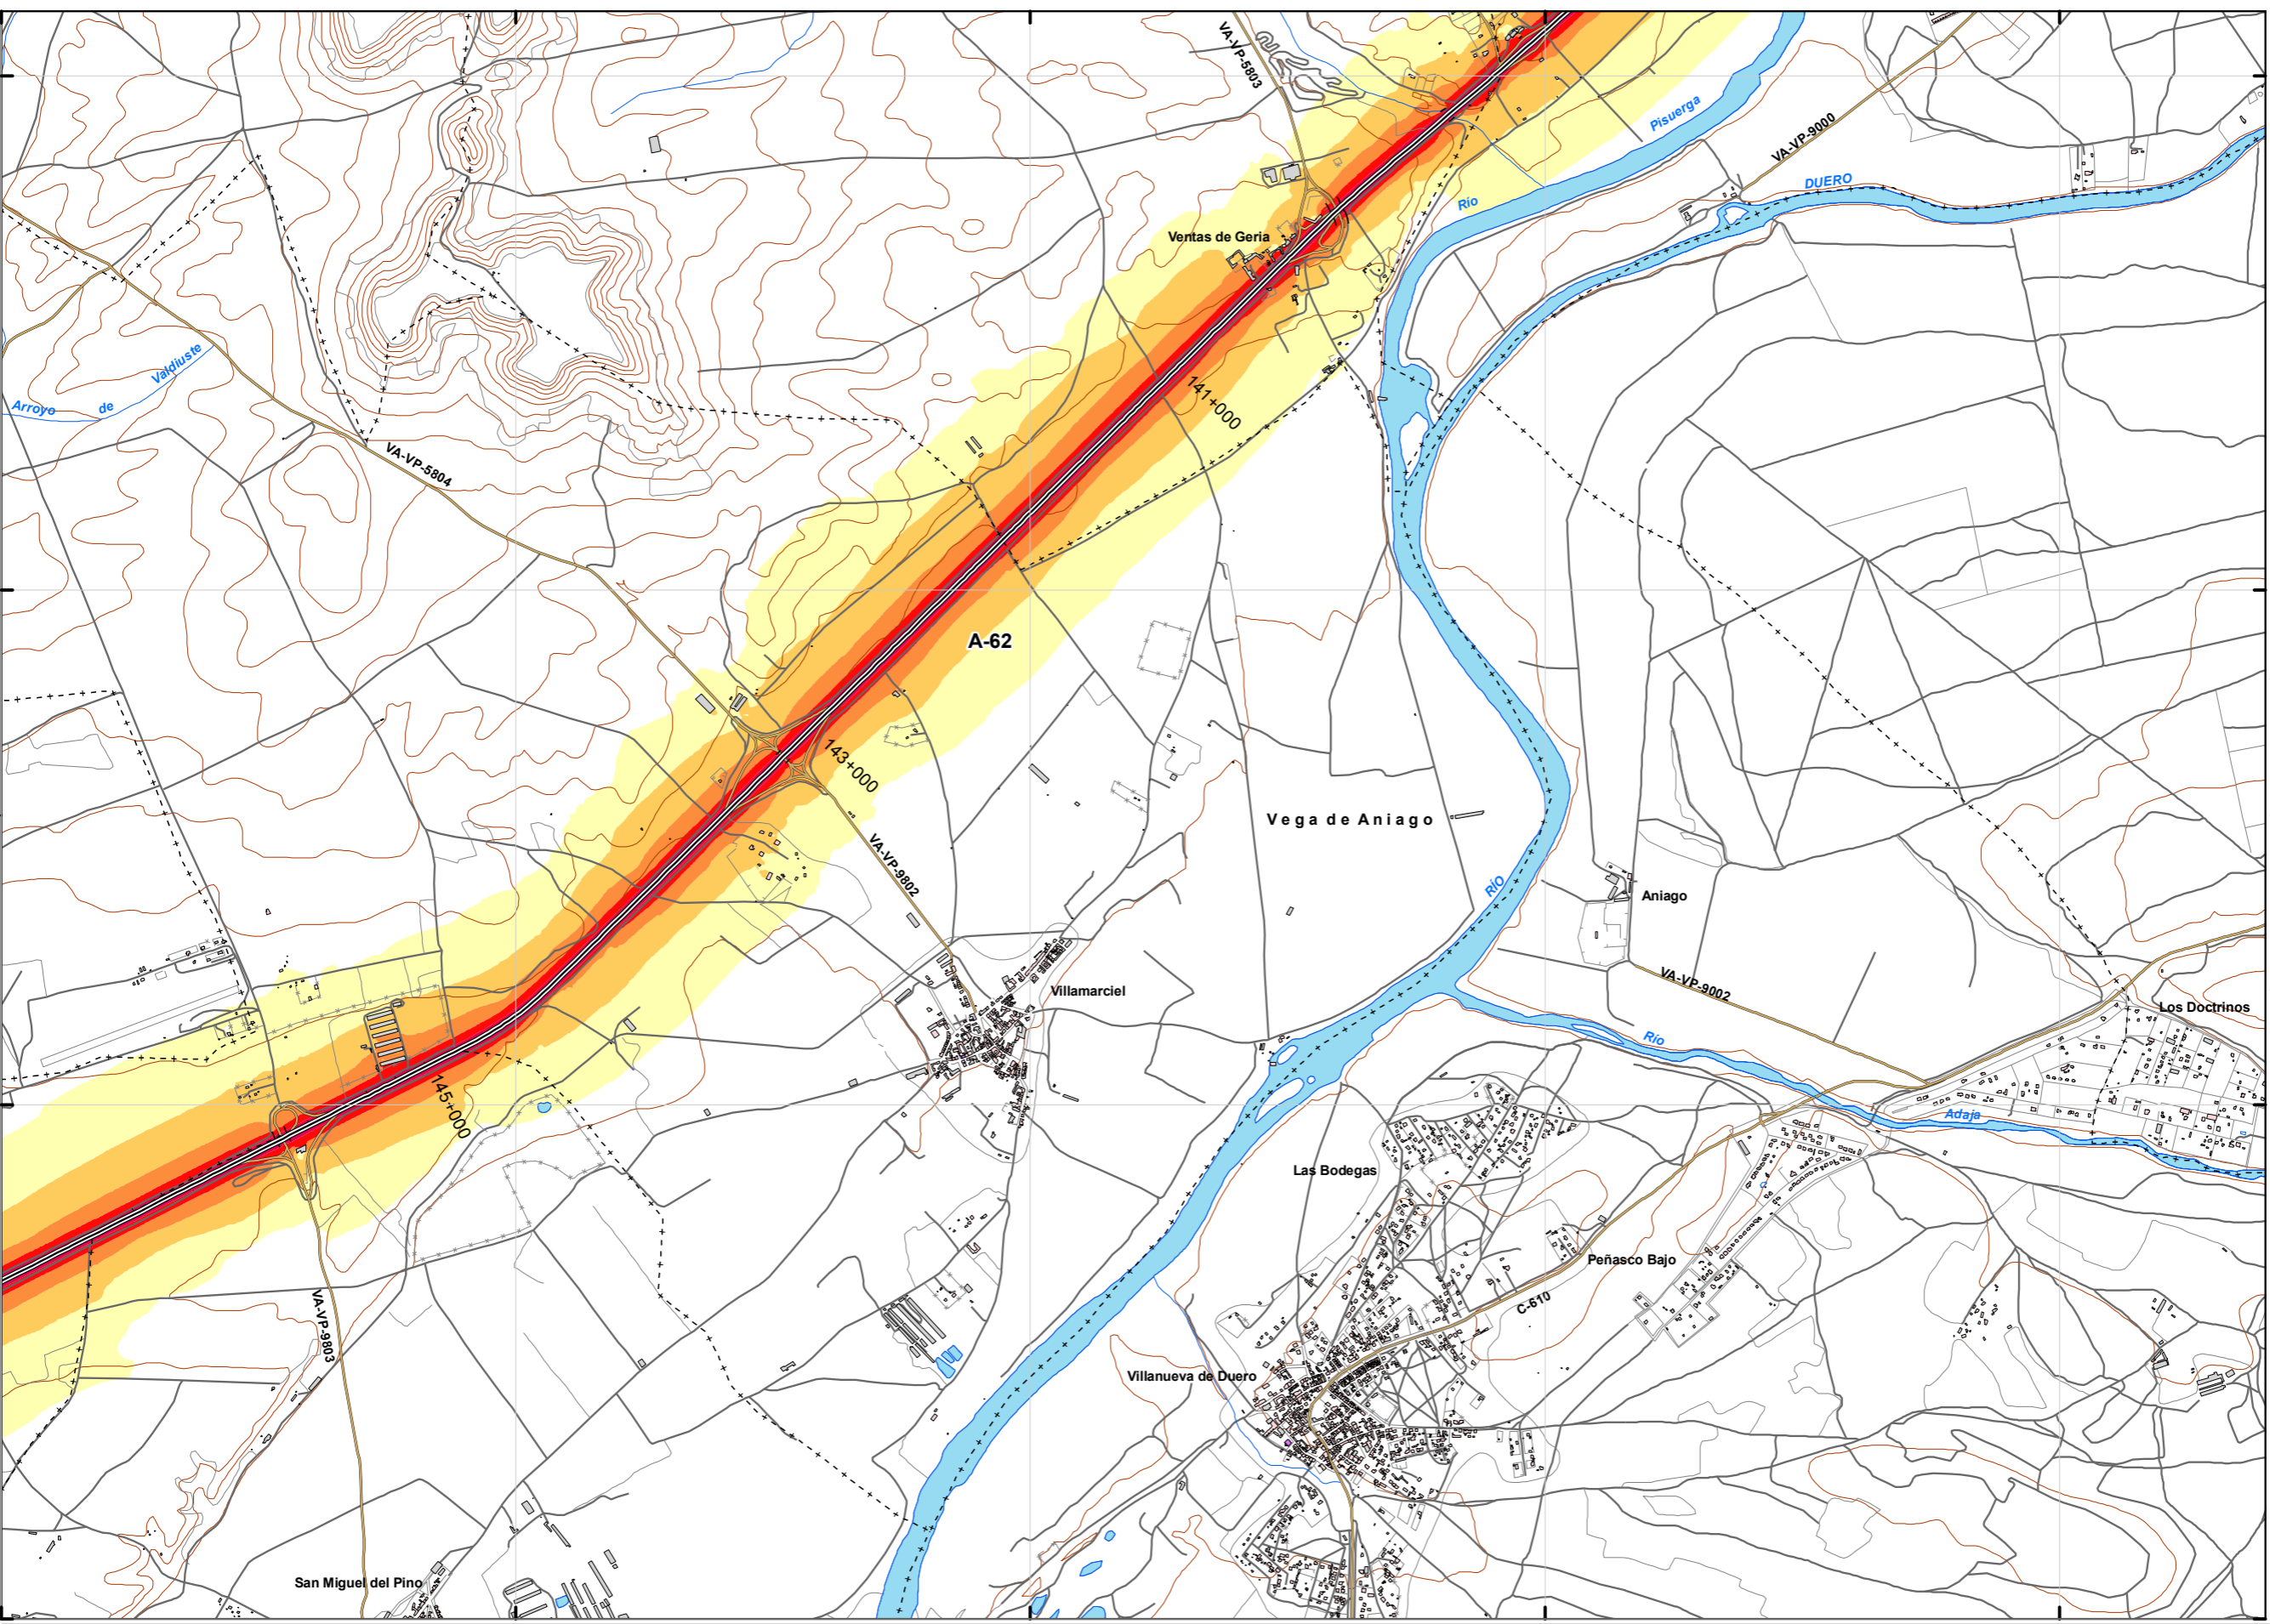 VA-VP-5803
Pisuerga
VA-VP-9000
DUERO
Río
Ventas de Geria
Valdiuste
Arroyo de
141+000
VA-VP-5804
A-62
143+000
Vega de Aniago
VA-VP-9802
RÍO
Aniago
VA-VP-9002
Villamarciel
Los Doctrinos
Río
Adaja
145+000
Las Bodegas
Peñasco Bajo
C-610
VA-VP-9803
Villanueva de Duero
San Miguel del Pino